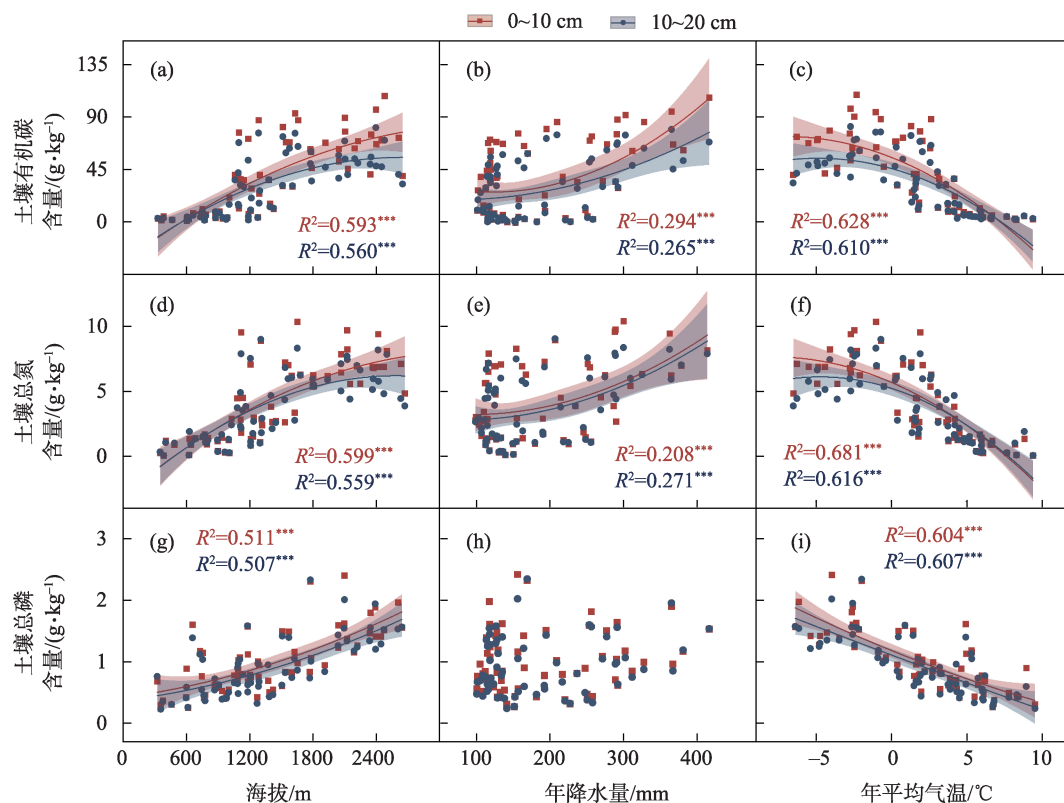 0~10 cm 10~20 cm
土壤有机碳
含量/(g·kg⁻¹)
135
90
45
0
(a)
R²=0.593***
R²=0.560***
(b)
R²=0.294***
R²=0.265***
(c)
R²=0.628***
R²=0.610***
土壤总氮
含量/(g·kg⁻¹)
10
5
0
(d)
R²=0.599***
R²=0.559***
(e)
R²=0.208***
R²=0.271***
(f)
R²=0.681***
R²=0.616***
土壤总磷
含量/(g·kg⁻¹)
3
2
1
0
(g)
R²=0.511***
R²=0.507***
(h)
(i)
R²=0.604***
R²=0.607***
0 600 1200 1800 2400
100 200 300 400
−5 0 5 10
海拔/m
年降水量/mm
年平均气温/℃